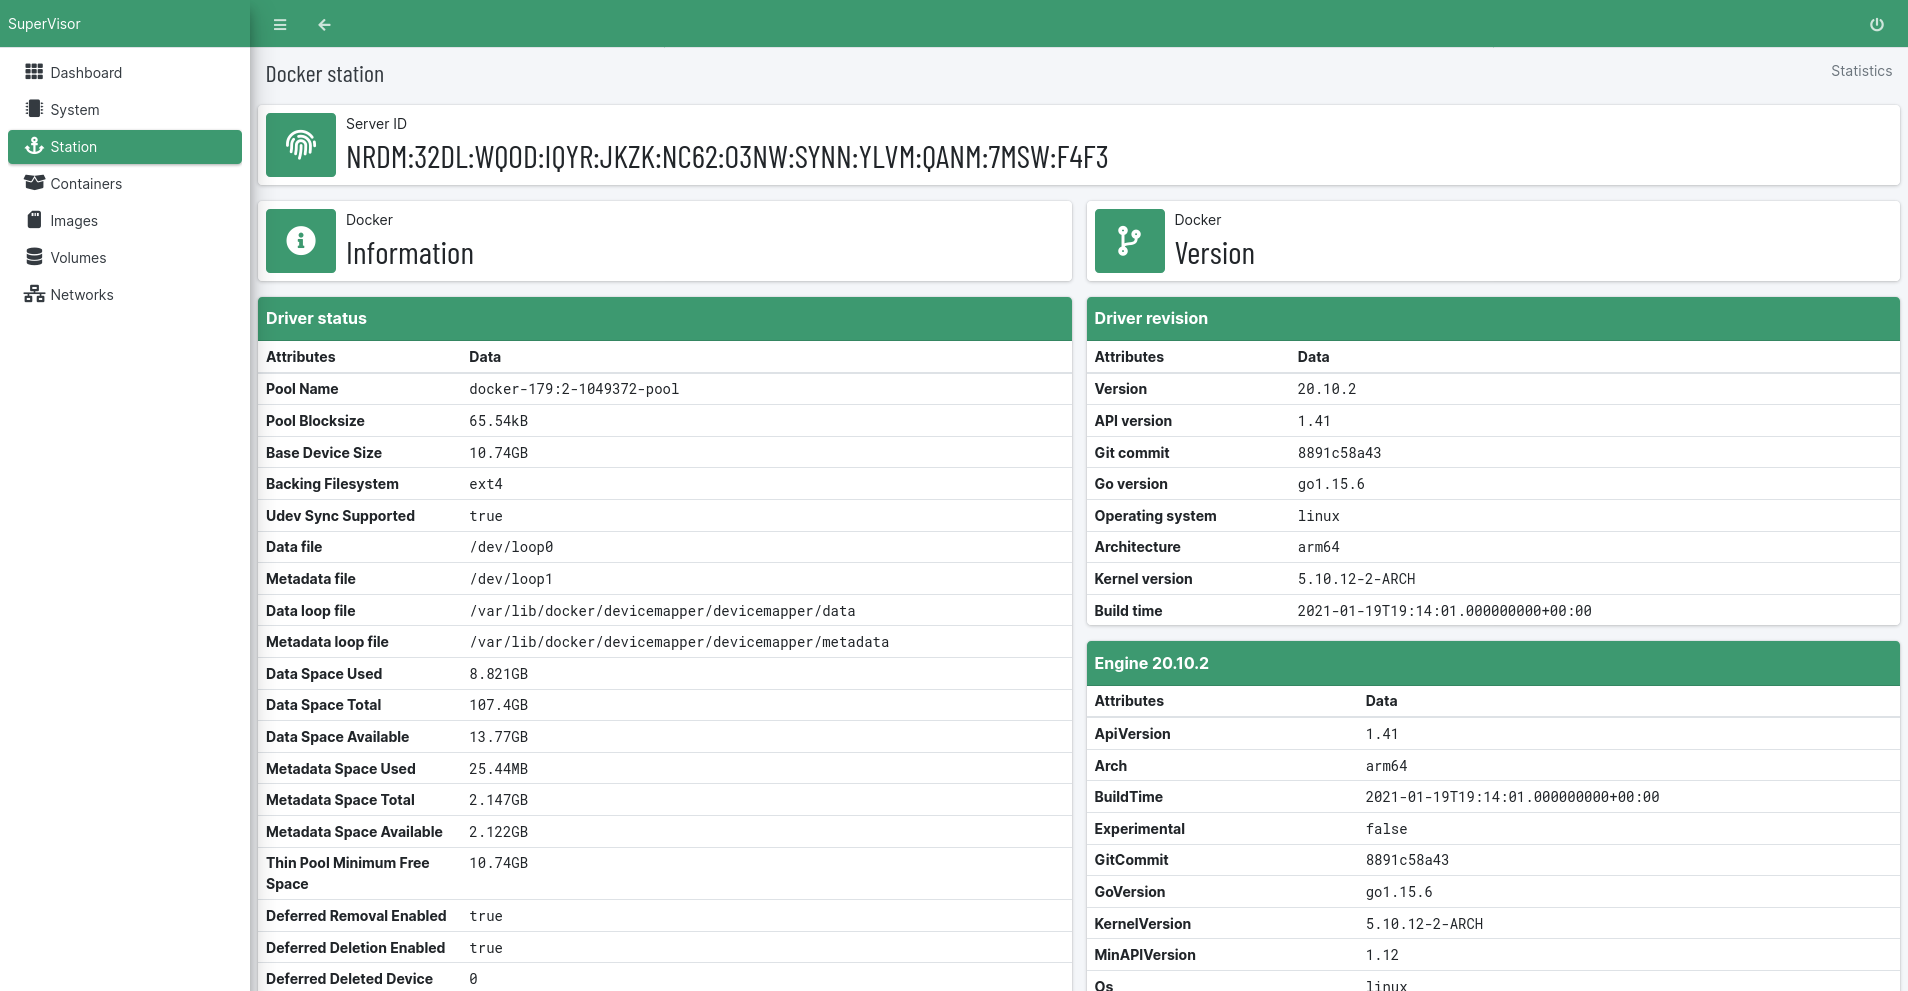 SuperVisor
Dashboard
System
Station
Containers
Images
Volumes
Networks
Docker station
Statistics
Server ID
NRDM:32DL:WQOD:IQYR:JKZK:NC62:O3NW:SYNN:YLVM:QANM:7MSW:F4F3
Docker
Information
Docker
Version
Driver status
Attributes Data
Pool Name docker-179:2-1049372-pool
Pool Blocksize 65.54kB
Base Device Size 10.74GB
Backing Filesystem ext4
Udev Sync Supported true
Data file /dev/loop0
Metadata file /dev/loop1
Data loop file /var/lib/docker/devicemapper/devicemapper/data
Metadata loop file /var/lib/docker/devicemapper/devicemapper/metadata
Data Space Used 8.821GB
Data Space Total 107.4GB
Data Space Available 13.77GB
Metadata Space Used 25.44MB
Metadata Space Total 2.147GB
Metadata Space Available 2.122GB
Thin Pool Minimum Free 10.74GB
Space
Deferred Removal Enabled true
Deferred Deletion Enabled true
Deferred Deleted Device 0
Driver revision
Attributes Data
Version 20.10.2
API version 1.41
Git commit 8891c58a43
Go version go1.15.6
Operating system linux
Architecture arm64
Kernel version 5.10.12-2-ARCH
Build time 2021-01-19T19:14:01.000000000+00:00
Engine 20.10.2
Attributes Data
ApiVersion 1.41
Arch arm64
BuildTime 2021-01-19T19:14:01.000000000+00:00
Experimental false
GitCommit 8891c58a43
GoVersion go1.15.6
KernelVersion 5.10.12-2-ARCH
MinAPIVersion 1.12
Os linux